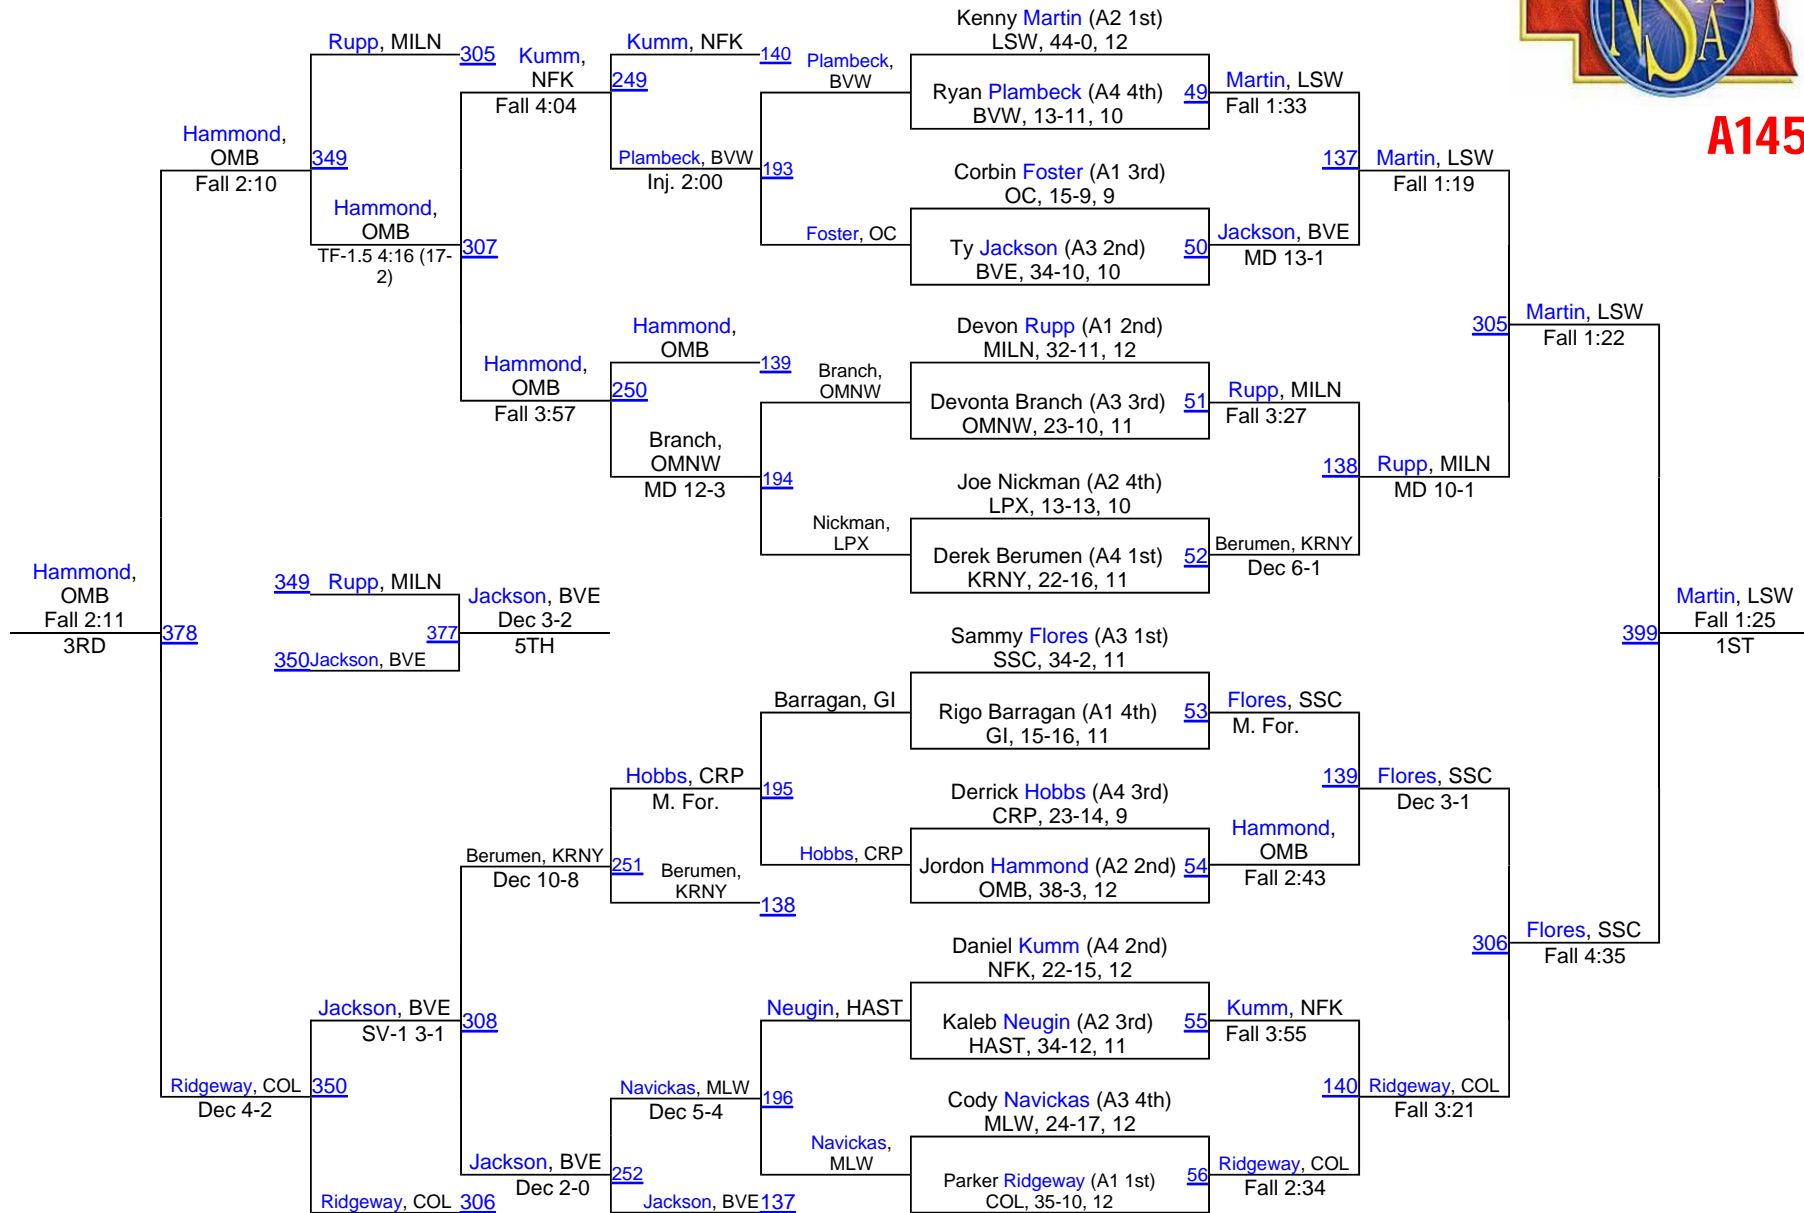 Kenny Martin (A2 1st)
LSW, 44-0, 12
Rupp, MILN
305
Kumm,
NFK
Fall 4:04
Kumm, NFK
140
249
Plambeck,
BVW
Ryan Plambeck (A4 4th)
BVW, 13-11, 10
49
Martin, LSW
Fall 1:33
NSAA
A145
Hammond,
OMB
Fall 2:10
349
Plambeck, BVW
Inj. 2:00
193
Corbin Foster (A1 3rd)
OC, 15-9, 9
137
Martin, LSW
Fall 1:19
Hammond,
OMB
TF-1.5 4:16 (17-
2)
307
Foster, OC
Ty Jackson (A3 2nd)
BVE, 34-10, 10
50
Jackson, BVE
MD 13-1
Hammond,
OMB
139
Devon Rupp (A1 2nd)
MILN, 32-11, 12
305
Martin, LSW
Fall 1:22
Hammond,
OMB
Fall 3:57
250
Branch,
OMNW
Devonta Branch (A3 3rd)
OMNW, 23-10, 11
51
Rupp, MILN
Fall 3:27
Branch,
OMNW
MD 12-3
194
Joe Nickman (A2 4th)
LPX, 13-13, 10
138
Rupp, MILN
MD 10-1
Nickman,
LPX
Derek Berumen (A4 1st)
KRNY, 22-16, 11
52
Berumen, KRNY
Dec 6-1
Hammond,
OMB
Fall 2:11
3RD
378
349
Rupp, MILN
377
350
Jackson, BVE
Jackson, BVE
Dec 3-2
5TH
Sammy Flores (A3 1st)
SSC, 34-2, 11
399
Martin, LSW
Fall 1:25
1ST
Barragan, GI
Rigo Barragan (A1 4th)
GI, 15-16, 11
53
Flores, SSC
M. For.
Hobbs, CRP
M. For.
195
Derrick Hobbs (A4 3rd)
CRP, 23-14, 9
139
Flores, SSC
Dec 3-1
Berumen, KRNY
Dec 10-8
251
Berumen,
KRNY
138
Hobbs, CRP
Jordon Hammond (A2 2nd)
OMB, 38-3, 12
54
Hammond,
OMB
Fall 2:43
Daniel Kumm (A4 2nd)
NFK, 22-15, 12
306
Flores, SSC
Fall 4:35
Jackson, BVE
SV-1 3-1
308
Neugin, HAST
Kaleb Neugin (A2 3rd)
HAST, 34-12, 11
55
Kumm, NFK
Fall 3:55
Ridgeway, COL
Dec 4-2
350
Navickas, MLW
Dec 5-4
196
Cody Navickas (A3 4th)
MLW, 24-17, 12
140
Ridgeway, COL
Fall 3:21
Jackson, BVE
Dec 2-0
252
Navickas,
MLW
Parker Ridgeway (A1 1st)
COL, 35-10, 12
56
Ridgeway, COL
Fall 2:34
Ridgeway, COL
306
Jackson, BVE
137